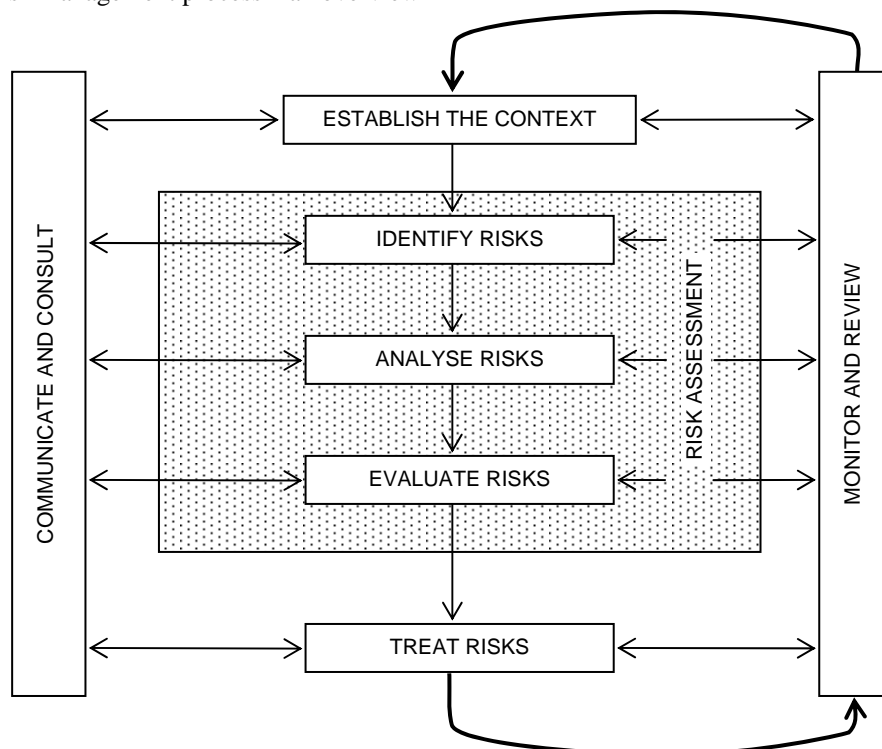 ESTABLISH THE CONTEXT
IDENTIFY RISKS
ANALYSE RISKS
EVALUATE RISKS
TREAT RISKS
COMMUNICATE AND CONSULT
RISK ASSESSMENT
MONITOR AND REVIEW